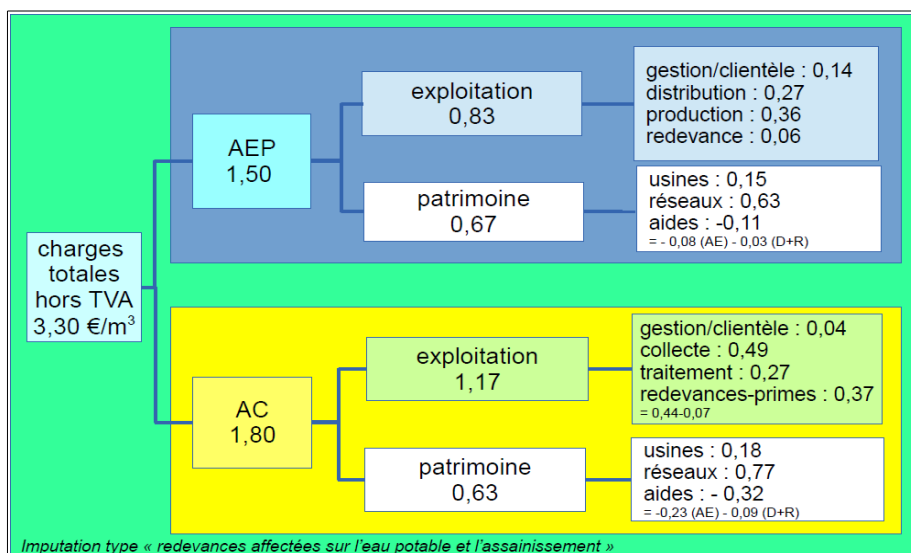 charges
totales
hors TVA
3,30 €/m³
AEP
1,50
exploitation
0,83
gestion/clientèle : 0,14
distribution : 0,27
production : 0,36
redevance : 0,06
patrimoine
0,67
usines : 0,15
réseaux : 0,63
aides : -0,11
= - 0,08 (AE) - 0,03 (D+R)
AC
1,80
exploitation
1,17
gestion/clientèle : 0,04
collecte : 0,49
traitement : 0,27
redevances-primes : 0,37
= 0,44-0,07
patrimoine
0,63
usines : 0,18
réseaux : 0,77
aides : - 0,32
= -0,23 (AE) - 0,09 (D+R)
Imputation type « redevances affectées sur l'eau potable et l'assainissement »